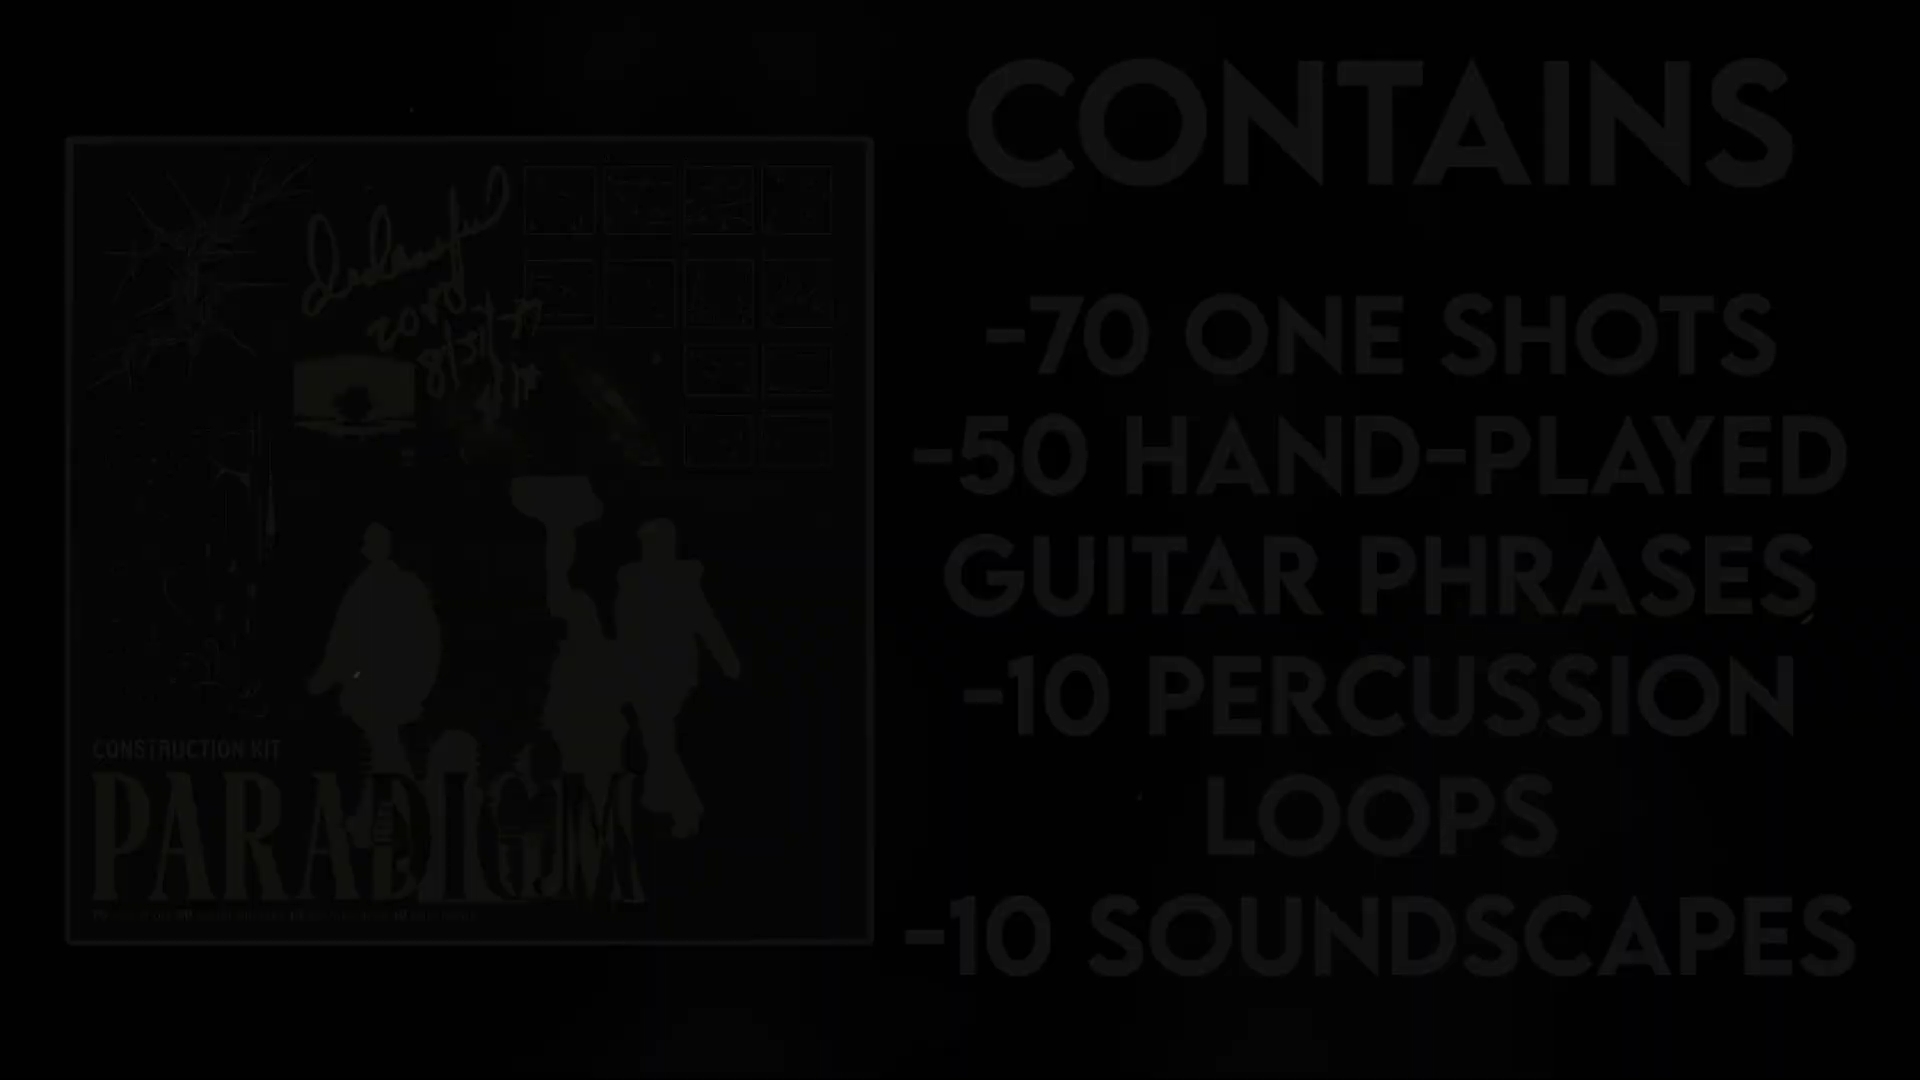 CONTAINS
-70 ONE SHOTS
-50 HAND-PLAYED
GUITAR PHRASES
-10 PERCUSSION
LOOPS
-10 SOUNDSCAPES
CONSTRUCTION KIT
PARADIGM